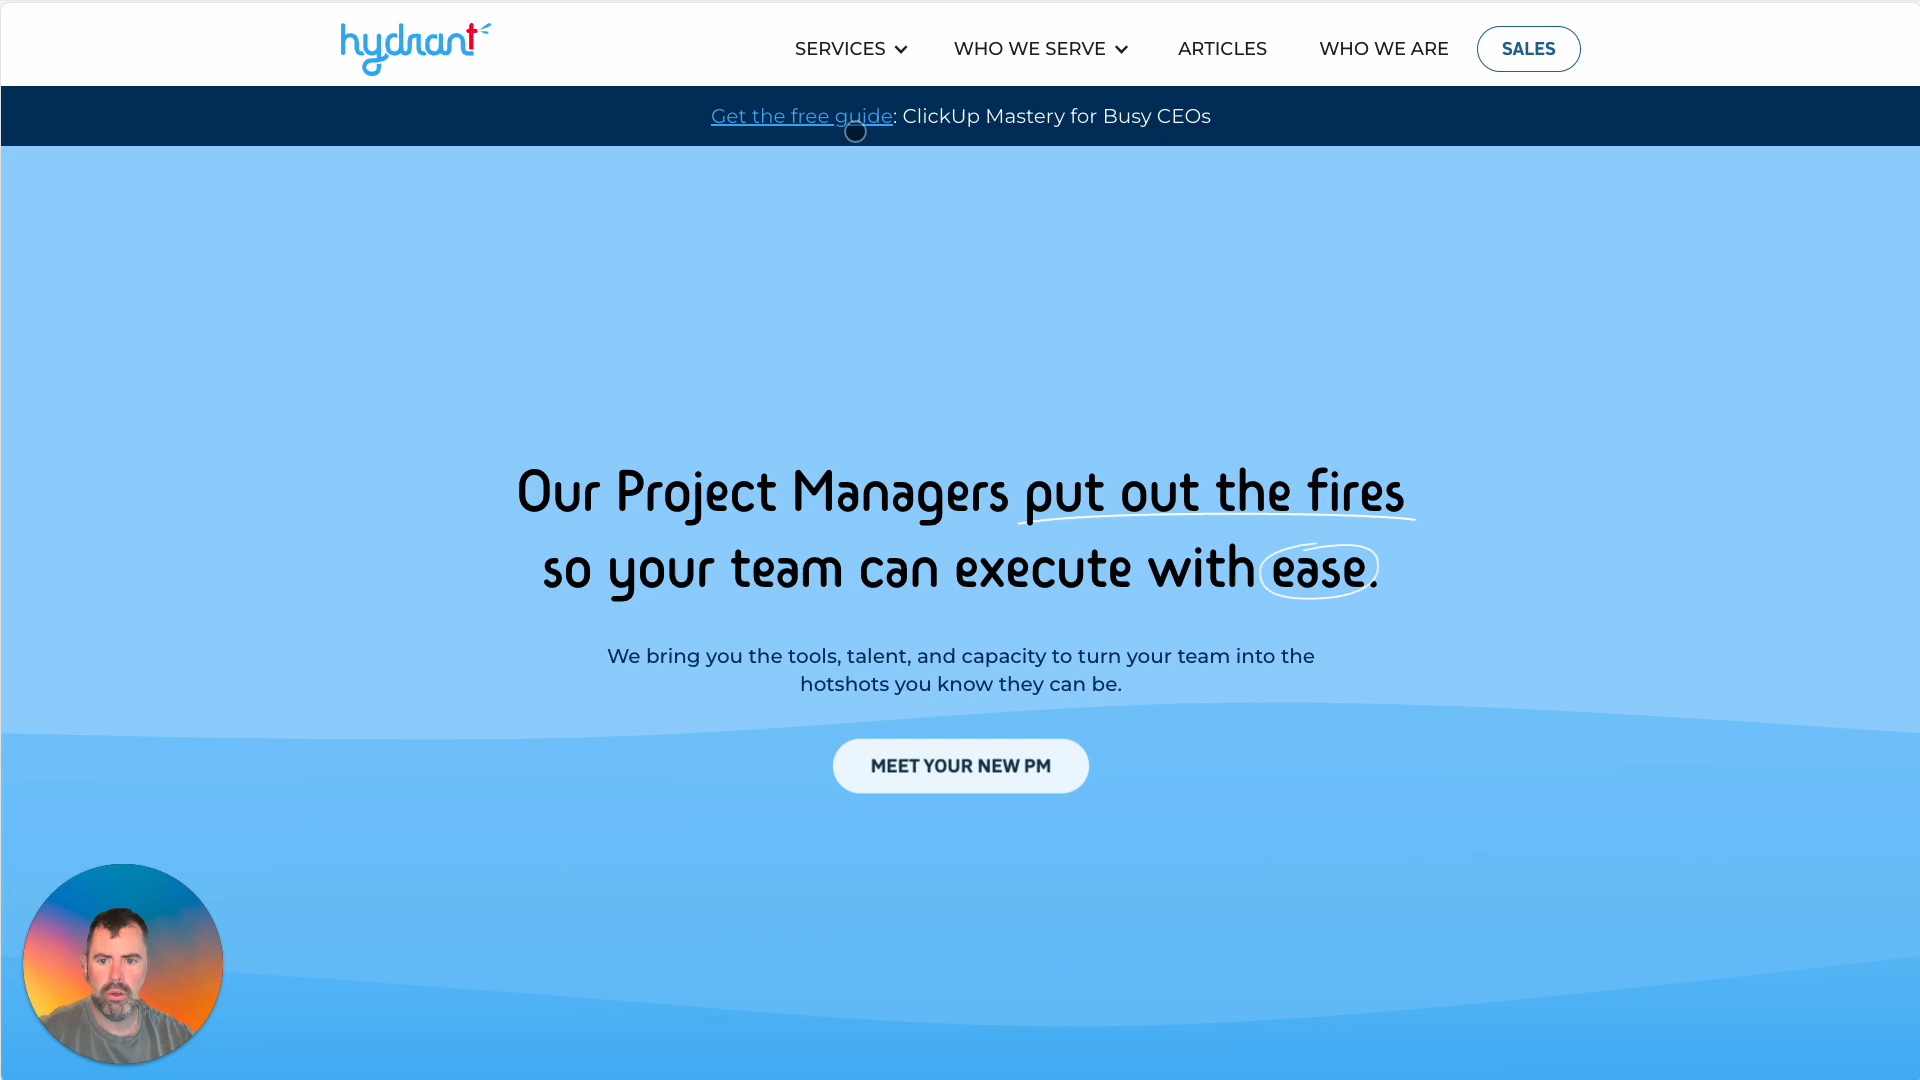 hydrant
SERVICES
WHO WE SERVE
ARTICLES
WHO WE ARE
SALES
Get the free guide: ClickUp Mastery for Busy CEOs
Our Project Managers put out the fires
so your team can execute with ease.
We bring you the tools, talent, and capacity to turn your team into the
hotshots you know they can be.
MEET YOUR NEW PM